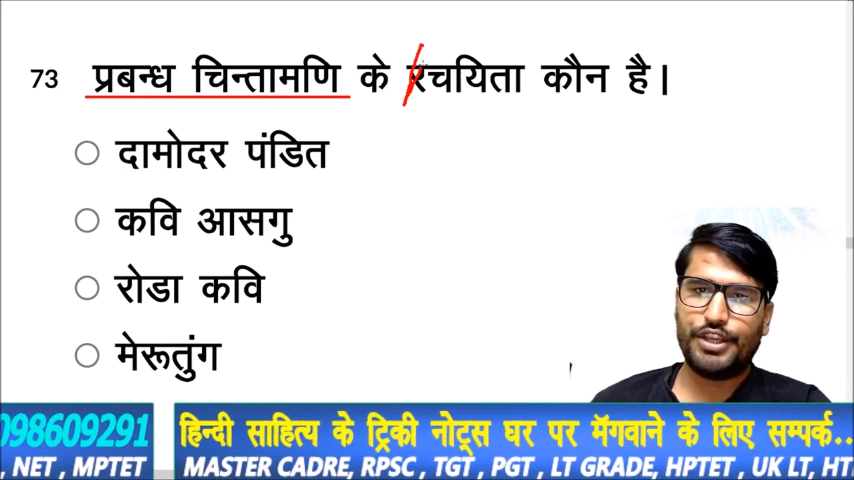 73 प्रबन्ध चिन्तामणि के रचयिता कौन है।
दामोदर पंडित
कवि आसगु
रोडा कवि
मेरूतुंग
098609291 हिन्दी साहित्य के ट्रिकी नोट्स घर पर मॅगवाने के लिए सम्पर्क..
, NET , MPTET MASTER CADRE, RPSC , TGT , PGT , LT GRADE, HPTET , UK LT, HT